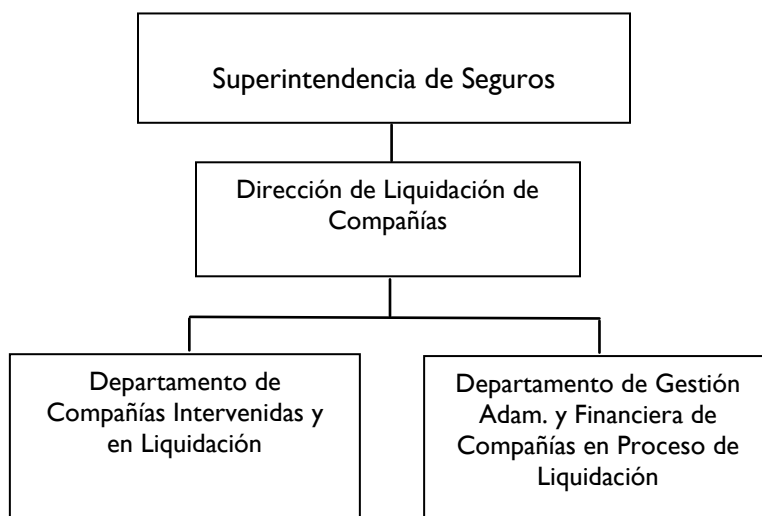 Superintendencia de Seguros
Dirección de Liquidación de
Compañías
Departamento de
Compañías Intervenidas y
en Liquidación
Departamento de Gestión
Adam. y Financiera de
Compañías en Proceso de
Liquidación